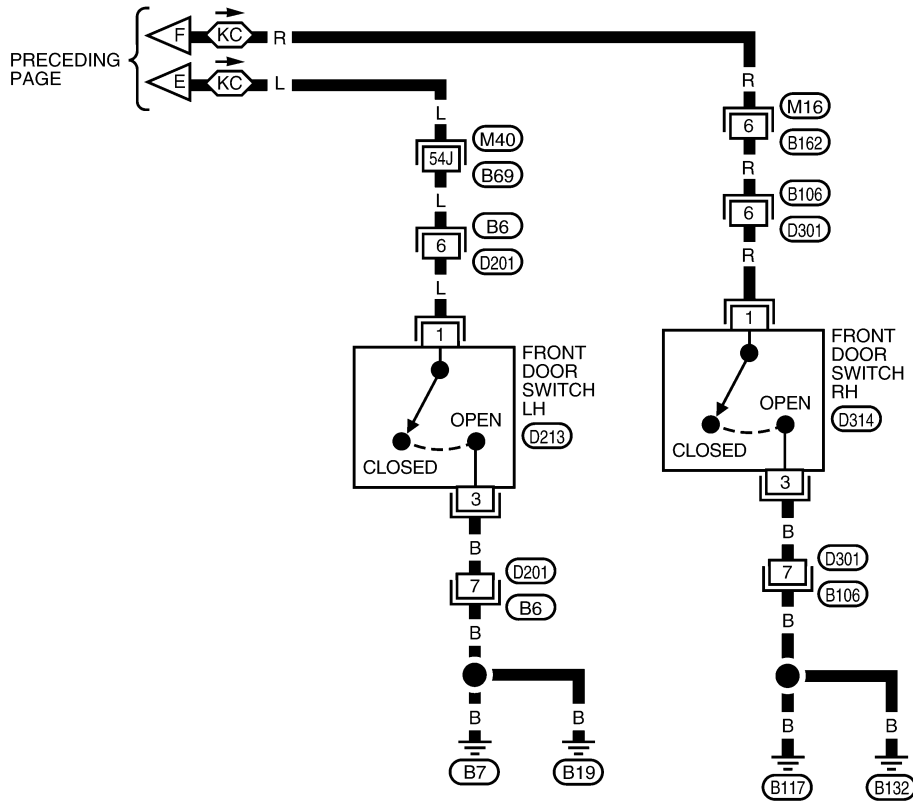 PRECEDING
PAGE
F
KC
R
E
KC
L
L
54J
M40
B69
L
6
B6
D201
L
1
FRONT
DOOR
SWITCH
LH
D213
OPEN
CLOSED
3
B
7
D201
B6
B
B
B
B7
B19
R
6
M16
B162
R
6
B106
D301
R
1
FRONT
DOOR
SWITCH
RH
D314
OPEN
CLOSED
3
B
7
D301
B106
B
B
B
B117
B132